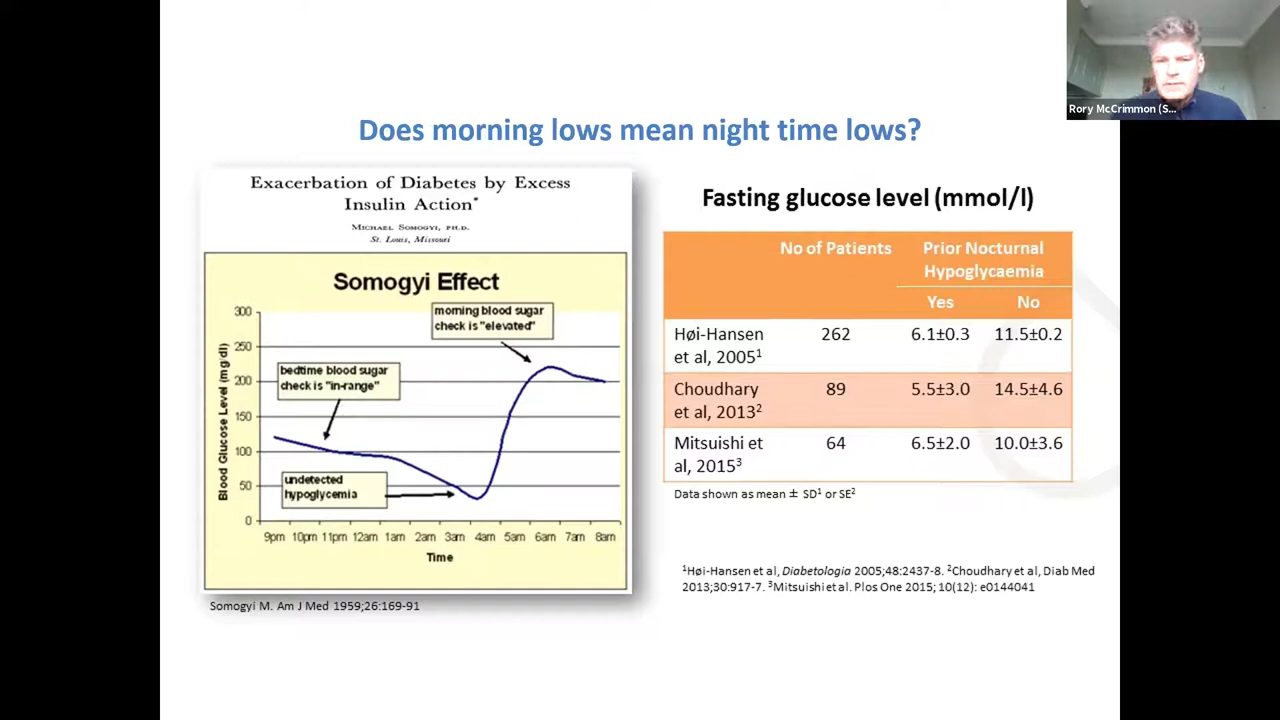 Rory McCrimmon (S...
Does morning lows mean night time lows?
Exacerbation of Diabetes by Excess
Insulin Action*
MICHAEL SOMOGYI, PH.D.
St. Louis, Missouri
Somogyi Effect
300
250
200
150
100
50
0
Blood Glucose Level (mg/dl)
morning blood sugar
check is "elevated"
bedtime blood sugar
check is "in-range"
undetected
hypoglycemia
9pm 10pm 11pm 12am 1am 2am 3am 4am 5am 6am 7am 8am
Time
Somogyi M. Am J Med 1959;26:169-91
Fasting glucose level (mmol/l)
No of Patients Prior Nocturnal
Hypoglycaemia
Yes No
Høi-Hansen 262 6.1±0.3 11.5±0.2
et al, 2005¹
Choudhary 89 5.5±3.0 14.5±4.6
et al, 2013²
Mitsuishi et 64 6.5±2.0 10.0±3.6
al, 2015³
Data shown as mean ± SD¹ or SE²
¹Høi-Hansen et al, Diabetologia 2005;48:2437-8. ²Choudhary et al, Diab Med
2013;30:917-7. ³Mitsuishi et al. Plos One 2015; 10(12): e0144041